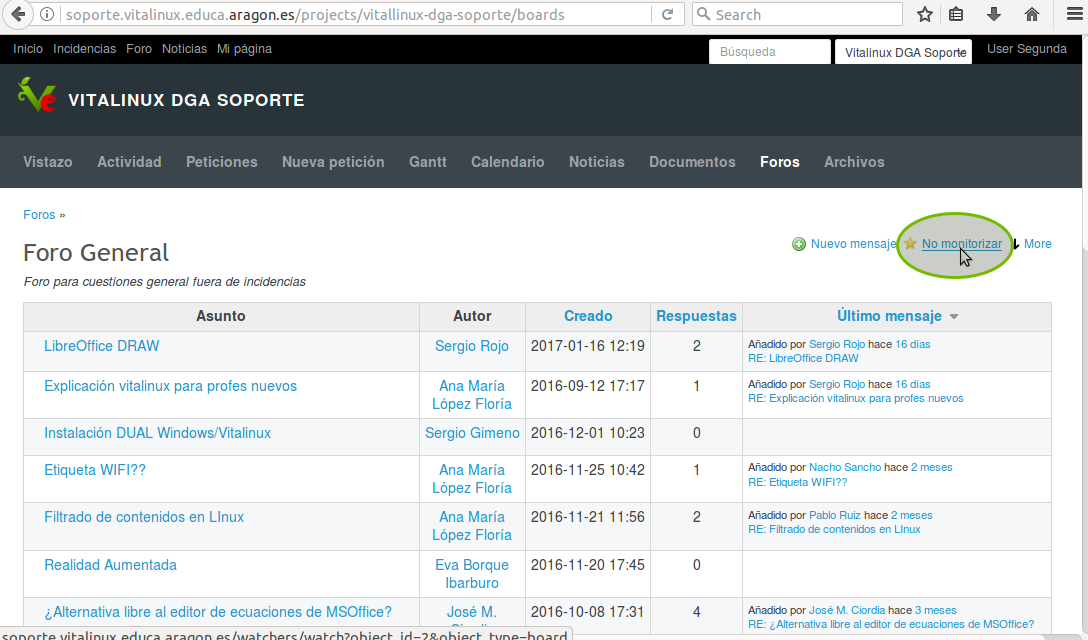 soporte.vitalinux.educa.aragon.es/projects/vitallinux-dga-soporte/boards
Search
Inicio Incidencias Foro Noticias Mi página
Búsqueda
Vitalinux DGA Soporte
User Segunda
VITALINUX DGA SOPORTE
Vistazo Actividad Peticiones Nueva petición Gantt Calendario Noticias Documentos Foros Archivos
Foros »
Foro General
Nuevo mensaje No monitorizar More
Foro para cuestiones general fuera de incidencias
Asunto Autor Creado Respuestas Último mensaje
LibreOffice DRAW Sergio Rojo 2017-01-16 12:19 2 Añadido por Sergio Rojo hace 16 días
RE: LibreOffice DRAW
Explicación vitalinux para profes nuevos Ana María 2016-09-12 17:17 1 Añadido por Sergio Rojo hace 16 días
López Floría RE: Explicación vitalinux para profes nuevos
Instalación DUAL Windows/Vitalinux Sergio Gimeno 2016-12-01 10:23 0
Etiqueta WIFI?? Ana María 2016-11-25 10:42 1 Añadido por Nacho Sancho hace 2 meses
López Floría RE: Etiqueta WIFI??
Filtrado de contenidos en LInux Ana María 2016-11-21 11:56 2 Añadido por Pablo Ruiz hace 2 meses
López Floría RE: Filtrado de contenidos en LInux
Realidad Aumentada Eva Borque 2016-11-20 17:45 0
Ibarburo
¿Alternativa libre al editor de ecuaciones de MSOffice? José M. 2016-10-08 17:31 4 Añadido por José M. Ciordia hace 3 meses
RE: ¿Alternativa libre al editor de ecuaciones de MSOffice?
soporte.vitalinux.educa.aragon.es/watchers/watch?object_id=2&object_type=board